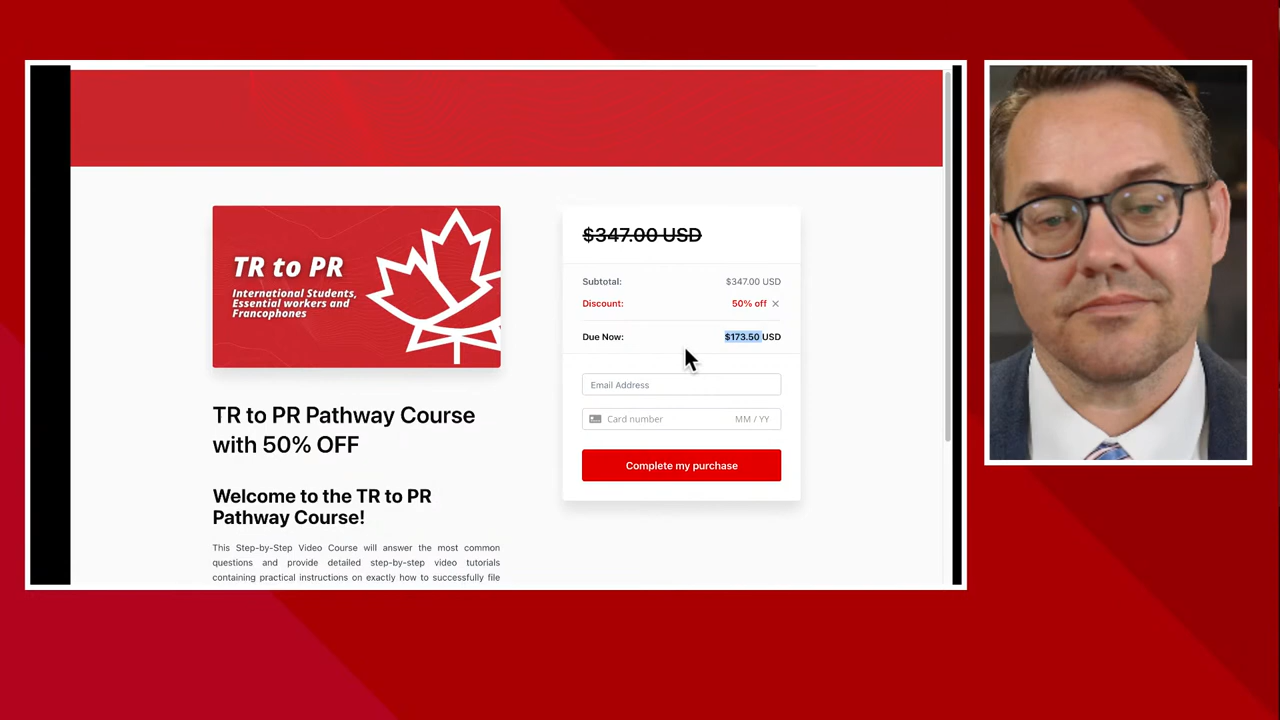 TR to PR
International Students,
Essential workers and
Francophones
TR to PR Pathway Course
with 50% OFF
Welcome to the TR to PR
Pathway Course!
This Step-by-Step Video Course will answer the most common
questions and provide detailed step-by-step video tutorials
containing practical instructions on exactly how to successfully file
$347.00 USD
Subtotal: $347.00 USD
Discount: 50% off
Due Now: $173.50 USD
Email Address
Card number MM / YY
Complete my purchase